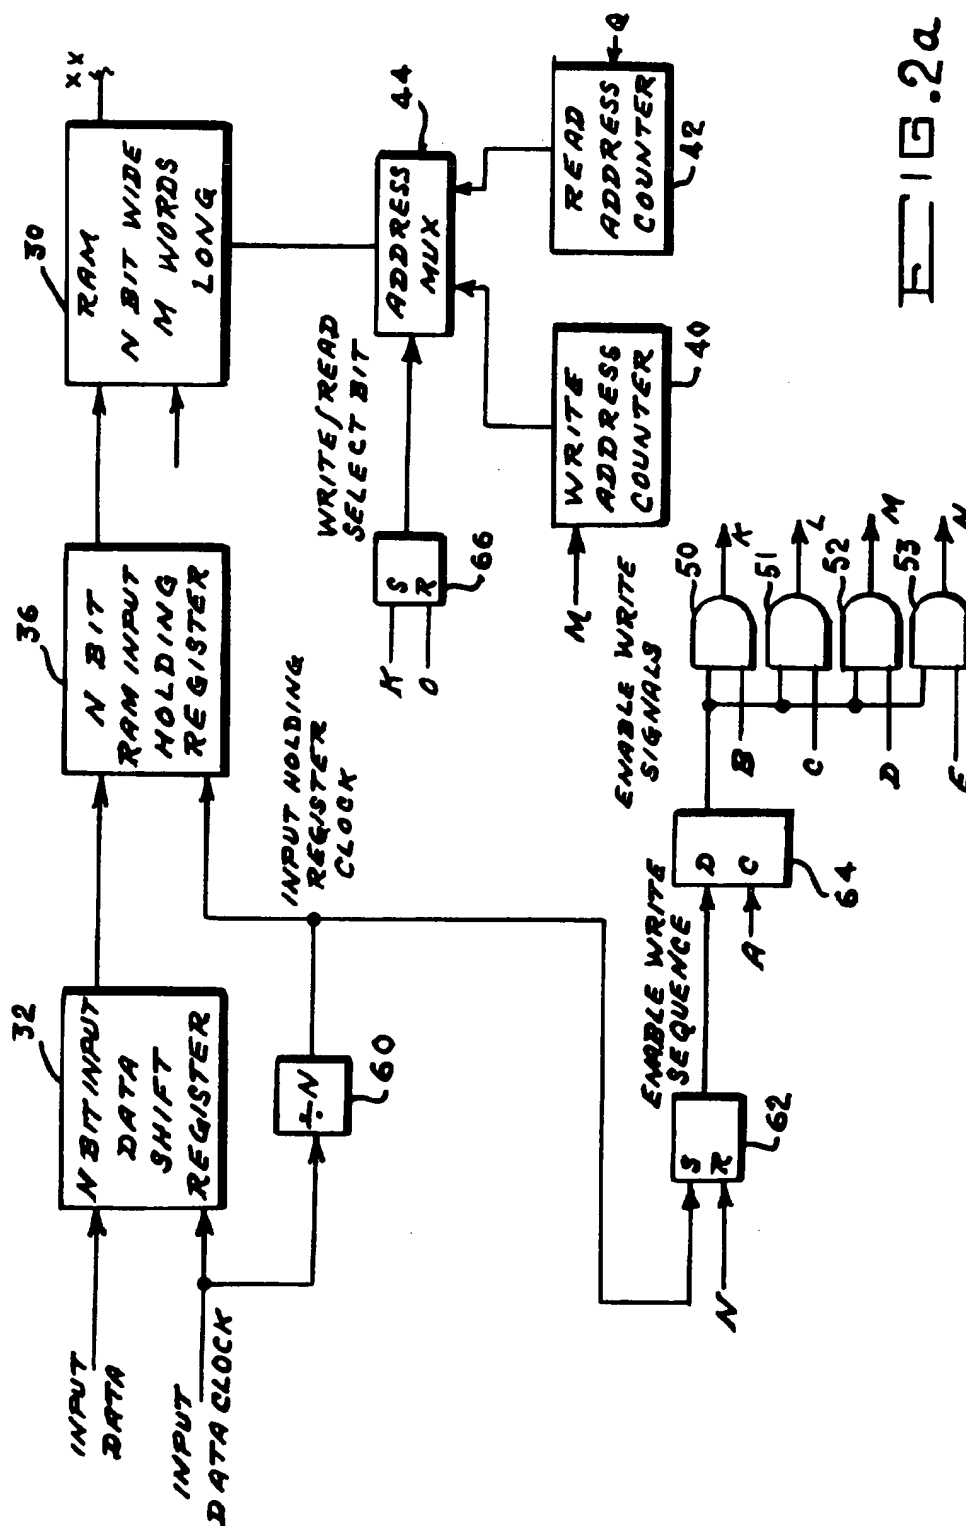 INPUT
DATA
INPUT
DATA CLOCK
32
N BIT INPUT
DATA
SHIFT
REGISTER
÷N
60
36
N BIT
RAM INPUT
HOLDING
REGISTER
INPUT HOLDING
REGISTER
CLOCK
30
RAM
N BIT WIDE
M WORDS
LONG
XX
WRITE/READ
SELECT BIT
K
O
S
R
66
ADDRESS
MUX
44
M
WRITE
ADDRESS
COUNTER
40
READ
ADDRESS
COUNTER
42
Q
N
S
R
62
ENABLE WRITE
SEQUENCE
A
D
C
64
ENABLE WRITE
SIGNALS
B
C
D
E
50
51
52
53
K
L
M
N
FIG.2a